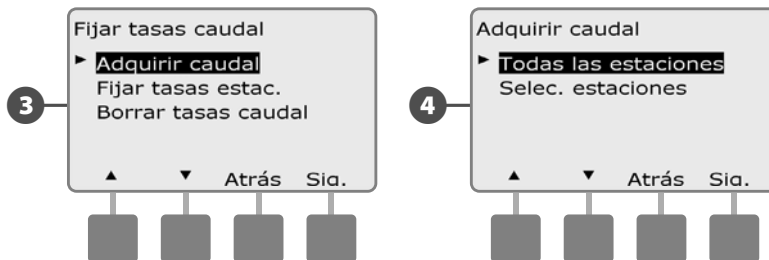 Fijar tasas caudal
► Adquirir caudal
Fijar tasas estac.
Borrar tasas caudal
▲ ▼ Atrás Sig.
3
Adquirir caudal
► Todas las estaciones
Selec. estaciones
▲ ▼ Atrás Sig.
4